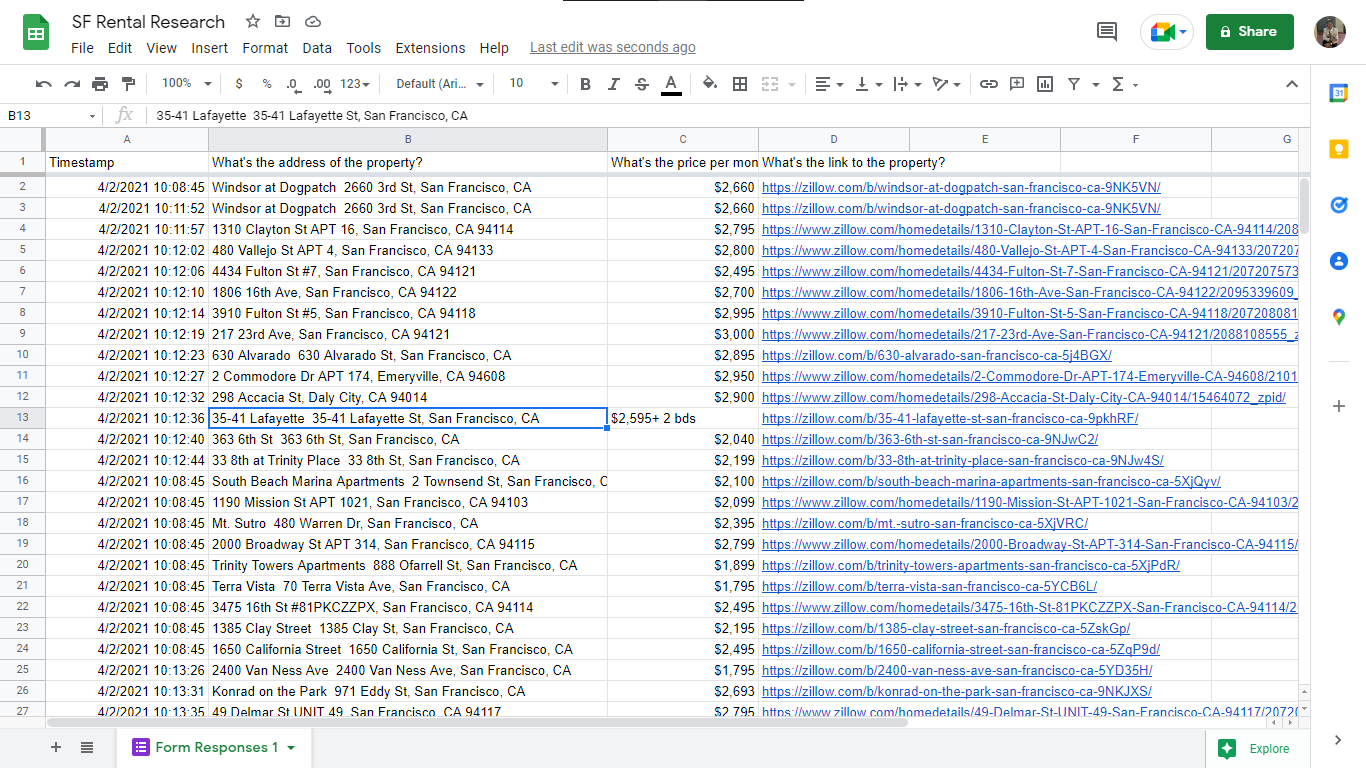 SF Rental Research
File Edit View Insert Format Data Tools Extensions Help Last edit was seconds ago
Share
100% $ % .0 .00 123 Default (Ari... 10 B I S A
B13 fx 35-41 Lafayette  35-41 Lafayette St, San Francisco, CA
31
A B C D E F G
1 Timestamp What's the address of the property? What's the price per mon What's the link to the property?
2 4/2/2021 10:08:45 Windsor at Dogpatch  2660 3rd St, San Francisco, CA $2,660 https://zillow.com/b/windsor-at-dogpatch-san-francisco-ca-9NK5VN/
3 4/2/2021 10:11:52 Windsor at Dogpatch  2660 3rd St, San Francisco, CA $2,660 https://zillow.com/b/windsor-at-dogpatch-san-francisco-ca-9NK5VN/
4 4/2/2021 10:11:57 1310 Clayton St APT 16, San Francisco, CA 94114 $2,795 https://www.zillow.com/homedetails/1310-Clayton-St-APT-16-San-Francisco-CA-94114/208
5 4/2/2021 10:12:02 480 Vallejo St APT 4, San Francisco, CA 94133 $2,800 https://www.zillow.com/homedetails/480-Vallejo-St-APT-4-San-Francisco-CA-94133/207207
6 4/2/2021 10:12:06 4434 Fulton St #7, San Francisco, CA 94121 $2,495 https://www.zillow.com/homedetails/4434-Fulton-St-7-San-Francisco-CA-94121/207207573
7 4/2/2021 10:12:10 1806 16th Ave, San Francisco, CA 94122 $2,700 https://www.zillow.com/homedetails/1806-16th-Ave-San-Francisco-CA-94122/2095339609_
8 4/2/2021 10:12:14 3910 Fulton St #5, San Francisco, CA 94118 $2,995 https://www.zillow.com/homedetails/3910-Fulton-St-5-San-Francisco-CA-94118/207208081
9 4/2/2021 10:12:19 217 23rd Ave, San Francisco, CA 94121 $3,000 https://www.zillow.com/homedetails/217-23rd-Ave-San-Francisco-CA-94121/2088108555_z
10 4/2/2021 10:12:23 630 Alvarado  630 Alvarado St, San Francisco, CA $2,895 https://zillow.com/b/630-alvarado-san-francisco-ca-5j4BGX/
11 4/2/2021 10:12:27 2 Commodore Dr APT 174, Emeryville, CA 94608 $2,950 https://www.zillow.com/homedetails/2-Commodore-Dr-APT-174-Emeryville-CA-94608/2101
12 4/2/2021 10:12:32 298 Accacia St, Daly City, CA 94014 $2,900 https://www.zillow.com/homedetails/298-Accacia-St-Daly-City-CA-94014/15464072_zpid/
13 4/2/2021 10:12:36 35-41 Lafayette  35-41 Lafayette St, San Francisco, CA $2,595+ 2 bds https://zillow.com/b/35-41-lafayette-st-san-francisco-ca-9pkhRF/
14 4/2/2021 10:12:40 363 6th St  363 6th St, San Francisco, CA $2,040 https://zillow.com/b/363-6th-st-san-francisco-ca-9NJwC2/
15 4/2/2021 10:12:44 33 8th at Trinity Place  33 8th St, San Francisco, CA $2,199 https://zillow.com/b/33-8th-at-trinity-place-san-francisco-ca-9NJw4S/
16 4/2/2021 10:08:45 South Beach Marina Apartments  2 Townsend St, San Francisco, C $2,100 https://zillow.com/b/south-beach-marina-apartments-san-francisco-ca-5XjQyv/
17 4/2/2021 10:08:45 1190 Mission St APT 1021, San Francisco, CA 94103 $2,099 https://www.zillow.com/homedetails/1190-Mission-St-APT-1021-San-Francisco-CA-94103/2
18 4/2/2021 10:08:45 Mt. Sutro  480 Warren Dr, San Francisco, CA $2,395 https://zillow.com/b/mt.-sutro-san-francisco-ca-5XjVRC/
19 4/2/2021 10:08:45 2000 Broadway St APT 314, San Francisco, CA 94115 $2,799 https://www.zillow.com/homedetails/2000-Broadway-St-APT-314-San-Francisco-CA-94115/
20 4/2/2021 10:08:45 Trinity Towers Apartments  888 Ofarrell St, San Francisco, CA $1,899 https://zillow.com/b/trinity-towers-apartments-san-francisco-ca-5XjPdR/
21 4/2/2021 10:08:45 Terra Vista  70 Terra Vista Ave, San Francisco, CA $1,795 https://zillow.com/b/terra-vista-san-francisco-ca-5YCB6L/
22 4/2/2021 10:08:45 3475 16th St #81PKCZZPX, San Francisco, CA 94114 $2,495 https://www.zillow.com/homedetails/3475-16th-St-81PKCZZPX-San-Francisco-CA-94114/2
23 4/2/2021 10:08:45 1385 Clay Street  1385 Clay St, San Francisco, CA $2,195 https://zillow.com/b/1385-clay-street-san-francisco-ca-5ZskGp/
24 4/2/2021 10:08:45 1650 California Street  1650 California St, San Francisco, CA $2,495 https://zillow.com/b/1650-california-street-san-francisco-ca-5ZqP9d/
25 4/2/2021 10:13:26 2400 Van Ness Ave  2400 Van Ness Ave, San Francisco, CA $1,795 https://zillow.com/b/2400-van-ness-ave-san-francisco-ca-5YD35H/
26 4/2/2021 10:13:31 Konrad on the Park  971 Eddy St, San Francisco, CA $2,693 https://zillow.com/b/konrad-on-the-park-san-francisco-ca-9NKJXS/
27 4/2/2021 10:13:35 49 Delmar St UNIT 49, San Francisco, CA 94117 $2,795 https://www.zillow.com/homedetails/49-Delmar-St-UNIT-49-San-Francisco-CA-94117/20720
Form Responses 1
Explore